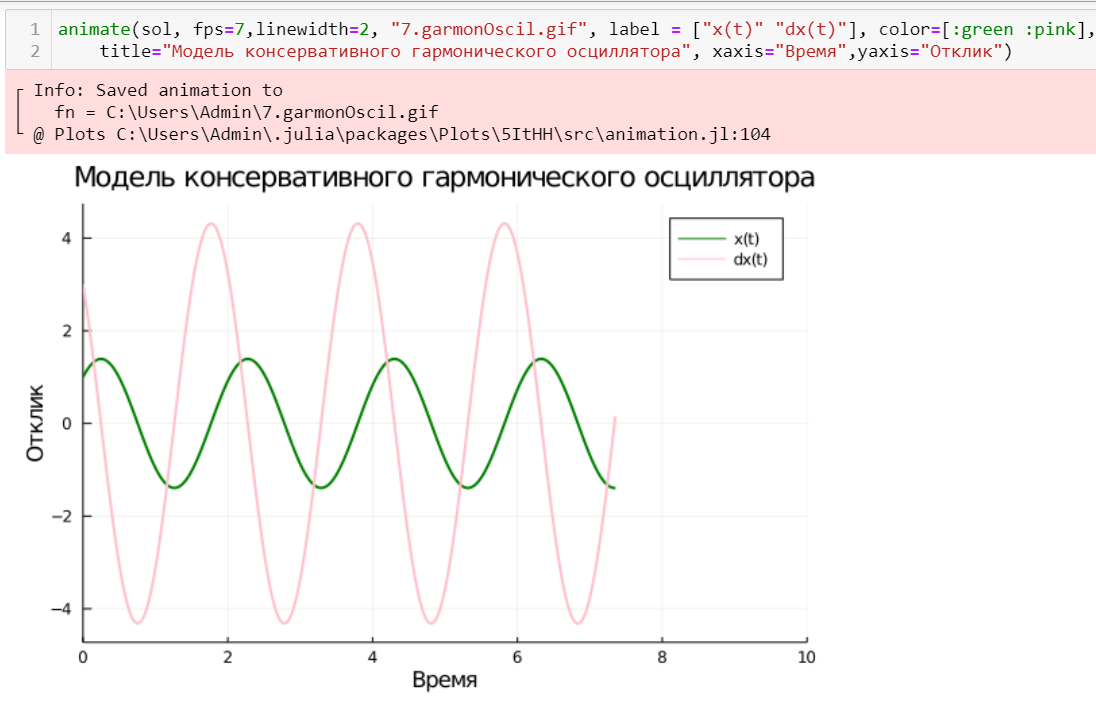 1 animate(sol, fps=7,linewidth=2, "7.garmonOscil.gif", label = ["x(t)" "dx(t)"], color=[:green :pink],
2 title="Модель консервативного гармонического осциллятора", xaxis="Время",yaxis="Отклик")
┌ Info: Saved animation to
│ fn = C:\Users\Admin\7.garmonOscil.gif
└ @ Plots C:\Users\Admin\.julia\packages\Plots\5ItHH\src\animation.jl:104
Модель консервативного гармонического осциллятора
x(t)
dx(t)
4
2
0
−2
−4
Отклик
0 2 4 6 8 10
Время